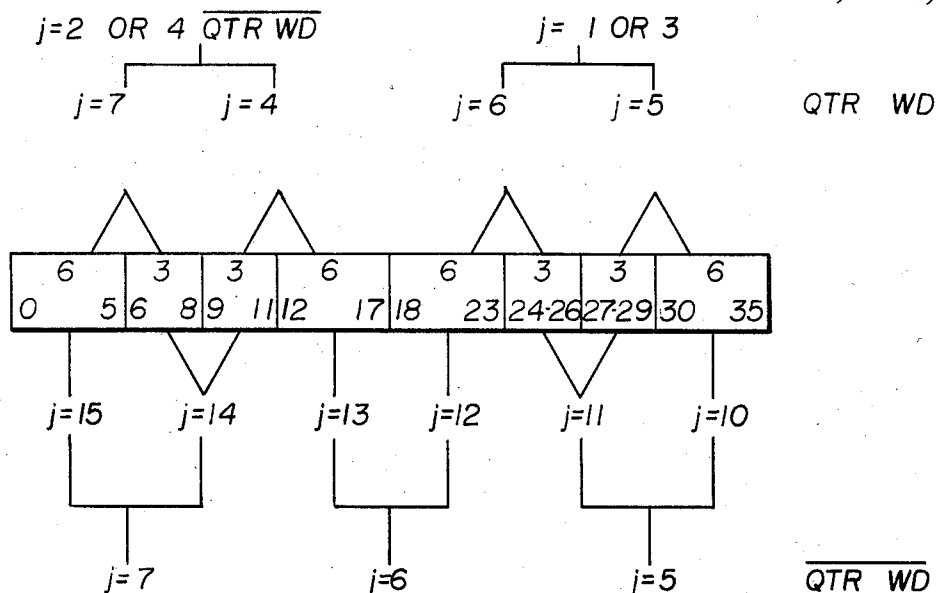 j=2 OR 4 QTR WD j= 1 OR 3
j=7 j=4 j=6 j=5 QTR WD
6 3 3 6 6 3 3 6
0 5 6 8 9 11 12 17 18 23 24-26 27-29 30 35
j=15 j=14 j=13 j=12 j=11 j=10
j=7 j=6 j=5 QTR WD